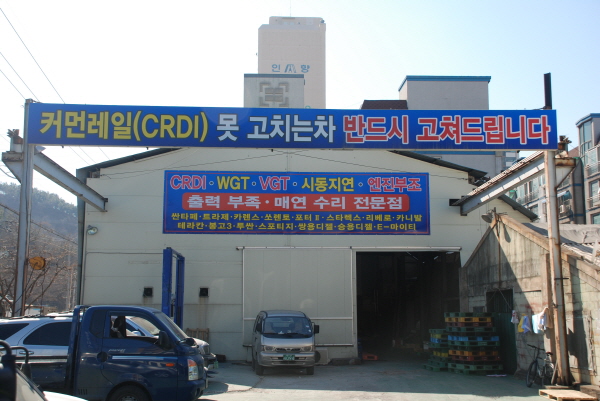 인 향
커먼레일(CRDI) 못 고치는차 반드시 고쳐드립니다
CRDI · WGT · VGT · 시동지연 · 엔진부조
출력 부족 · 매연 수리 전문점
싼타페 · 트라제 · 카렌스 · 쏘렌토 · 포터Ⅱ · 스타렉스 · 리베로 · 카니발
테라칸 · 봉고3 · 투싼 · 스포티지 · 쌍용디젤 · 승용디젤 · E-마이티